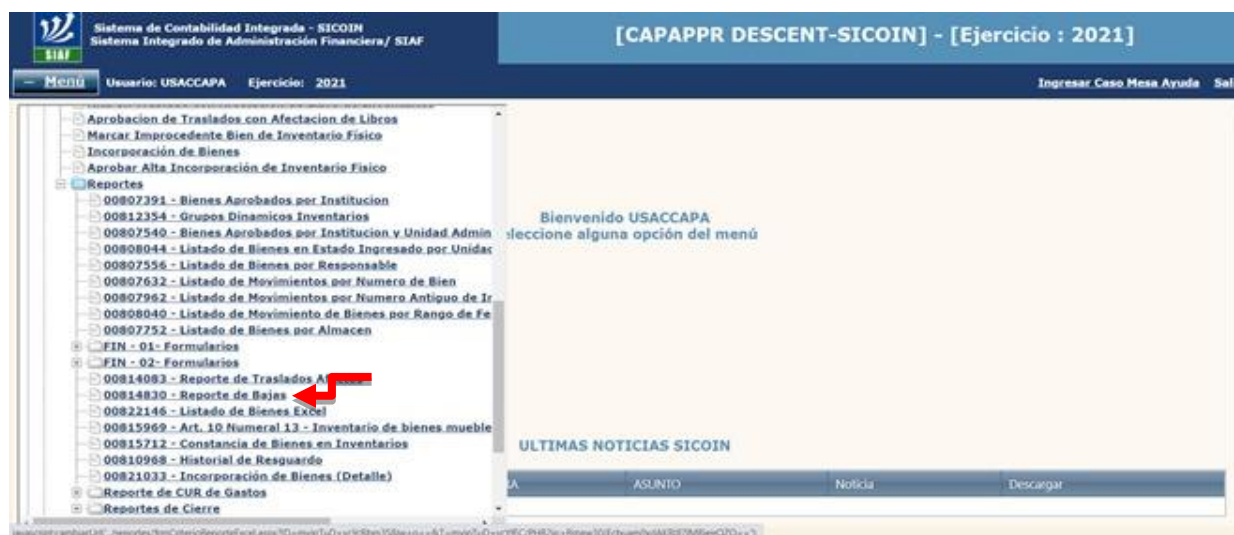 Sistema de Contabilidad Integrada - SICOIN
Sistema Integrado de Administración Financiera/ SIAF
SIAF
[CAPAPPR DESCENT-SICOIN] - [Ejercicio : 2021]
Menú Usuario: USACCAPA Ejercicio: 2021 Ingresar Caso Mesa Ayuda Sali
Aprobacion de Traslados con Afectacion de Libros
Marcar Improcedente Bien de Inventario Fisico
Incorporación de Bienes
Aprobar Alta Incorporación de Inventario Fisico
Reportes
00807391 - Bienes Aprobados por Institucion
00812354 - Grupos Dinamicos Inventarios
00807540 - Bienes Aprobados por Institucion y Unidad Admin
00808044 - Listado de Bienes en Estado Ingresado por Unidad
00807556 - Listado de Bienes por Responsable
00807632 - Listado de Movimientos por Numero de Bien
00807962 - Listado de Movimientos por Numero Antiguo de In
00808040 - Listado de Movimiento de Bienes por Rango de Fe
00807752 - Listado de Bienes por Almacen
FIN - 01- Formularios
FIN - 02- Formularios
00814083 - Reporte de Traslados
00814830 - Reporte de Bajas
00822146 - Listado de Bienes Excel
00815969 - Art. 10 Numeral 13 - Inventario de bienes mueble
00815712 - Constancia de Bienes en Inventarios
00810968 - Historial de Resguardo
00821033 - Incorporación de Bienes (Detalle)
Reporte de CUR de Gastos
Reportes de Cierre
Bienvenido USACCAPA
eleccione alguna opción del menú
ULTIMAS NOTICIAS SICOIN
RA ASUNTO Noticia Descargar